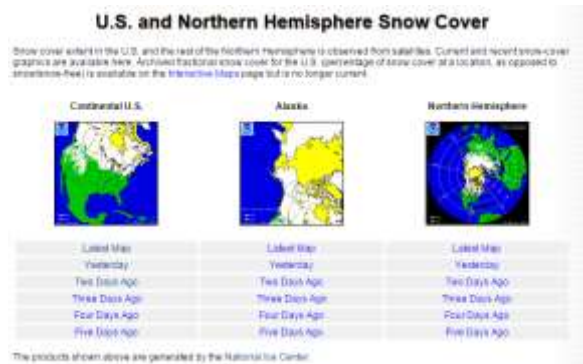 U.S. and Northern Hemisphere Snow Cover
Snow cover extent in the U.S. and the rest of the Northern Hemisphere is observed from satellites. Current and recent snow-cover
graphics are available here. Archived fractional snow cover for the U.S. (percentage of snow cover at a location, as opposed to
snow/snow-free) is available on the Interactive Maps page but is no longer current.
Continental U.S. Alaska Northern Hemisphere
Latest Map Latest Map Latest Map
Yesterday Yesterday Yesterday
Two Days Ago Two Days Ago Two Days Ago
Three Days Ago Three Days Ago Three Days Ago
Four Days Ago Four Days Ago Four Days Ago
Five Days Ago Five Days Ago Five Days Ago
The products shown above are generated by the National Ice Center.